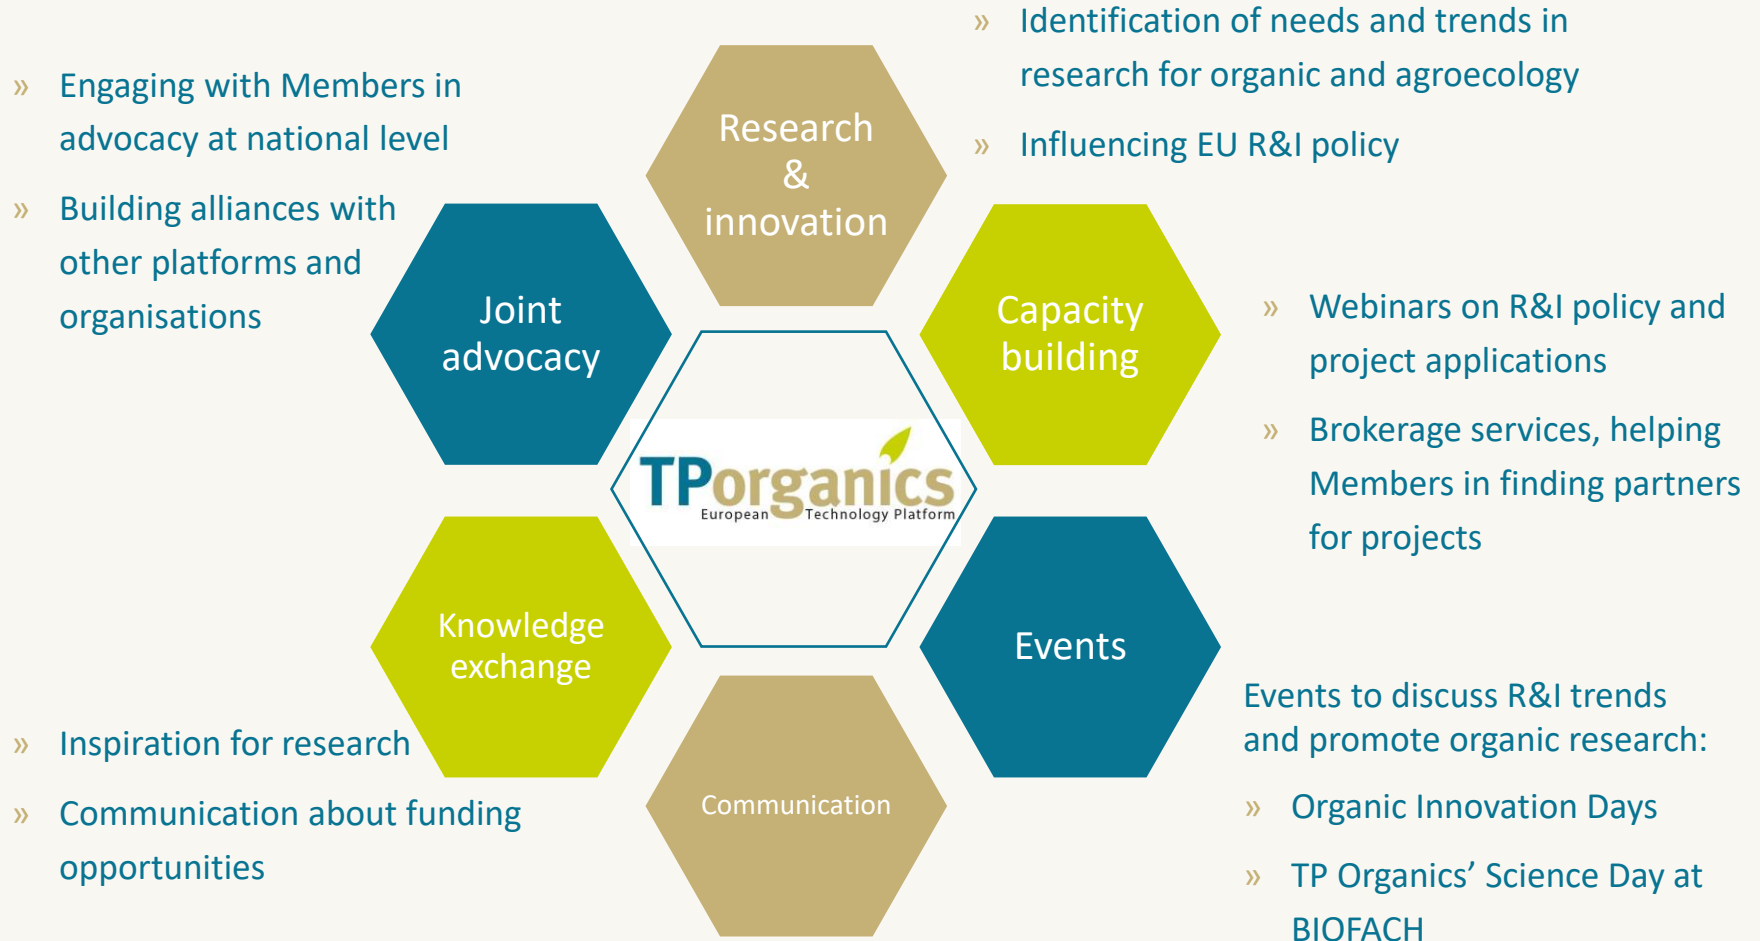 » Identification of needs and trends in
research for organic and agroecology
» Influencing EU R&I policy
» Engaging with Members in
advocacy at national level
» Building alliances with
other platforms and
organisations
Research
&
innovation
Joint
advocacy
Capacity
building
» Webinars on R&I policy and
project applications
» Brokerage services, helping
Members in finding partners
for projects
TPorganics
European Technology Platform
Knowledge
exchange
Events
» Inspiration for research
» Communication about funding
opportunities
Communication
Events to discuss R&I trends
and promote organic research:
» Organic Innovation Days
» TP Organics’ Science Day at
BIOFACH